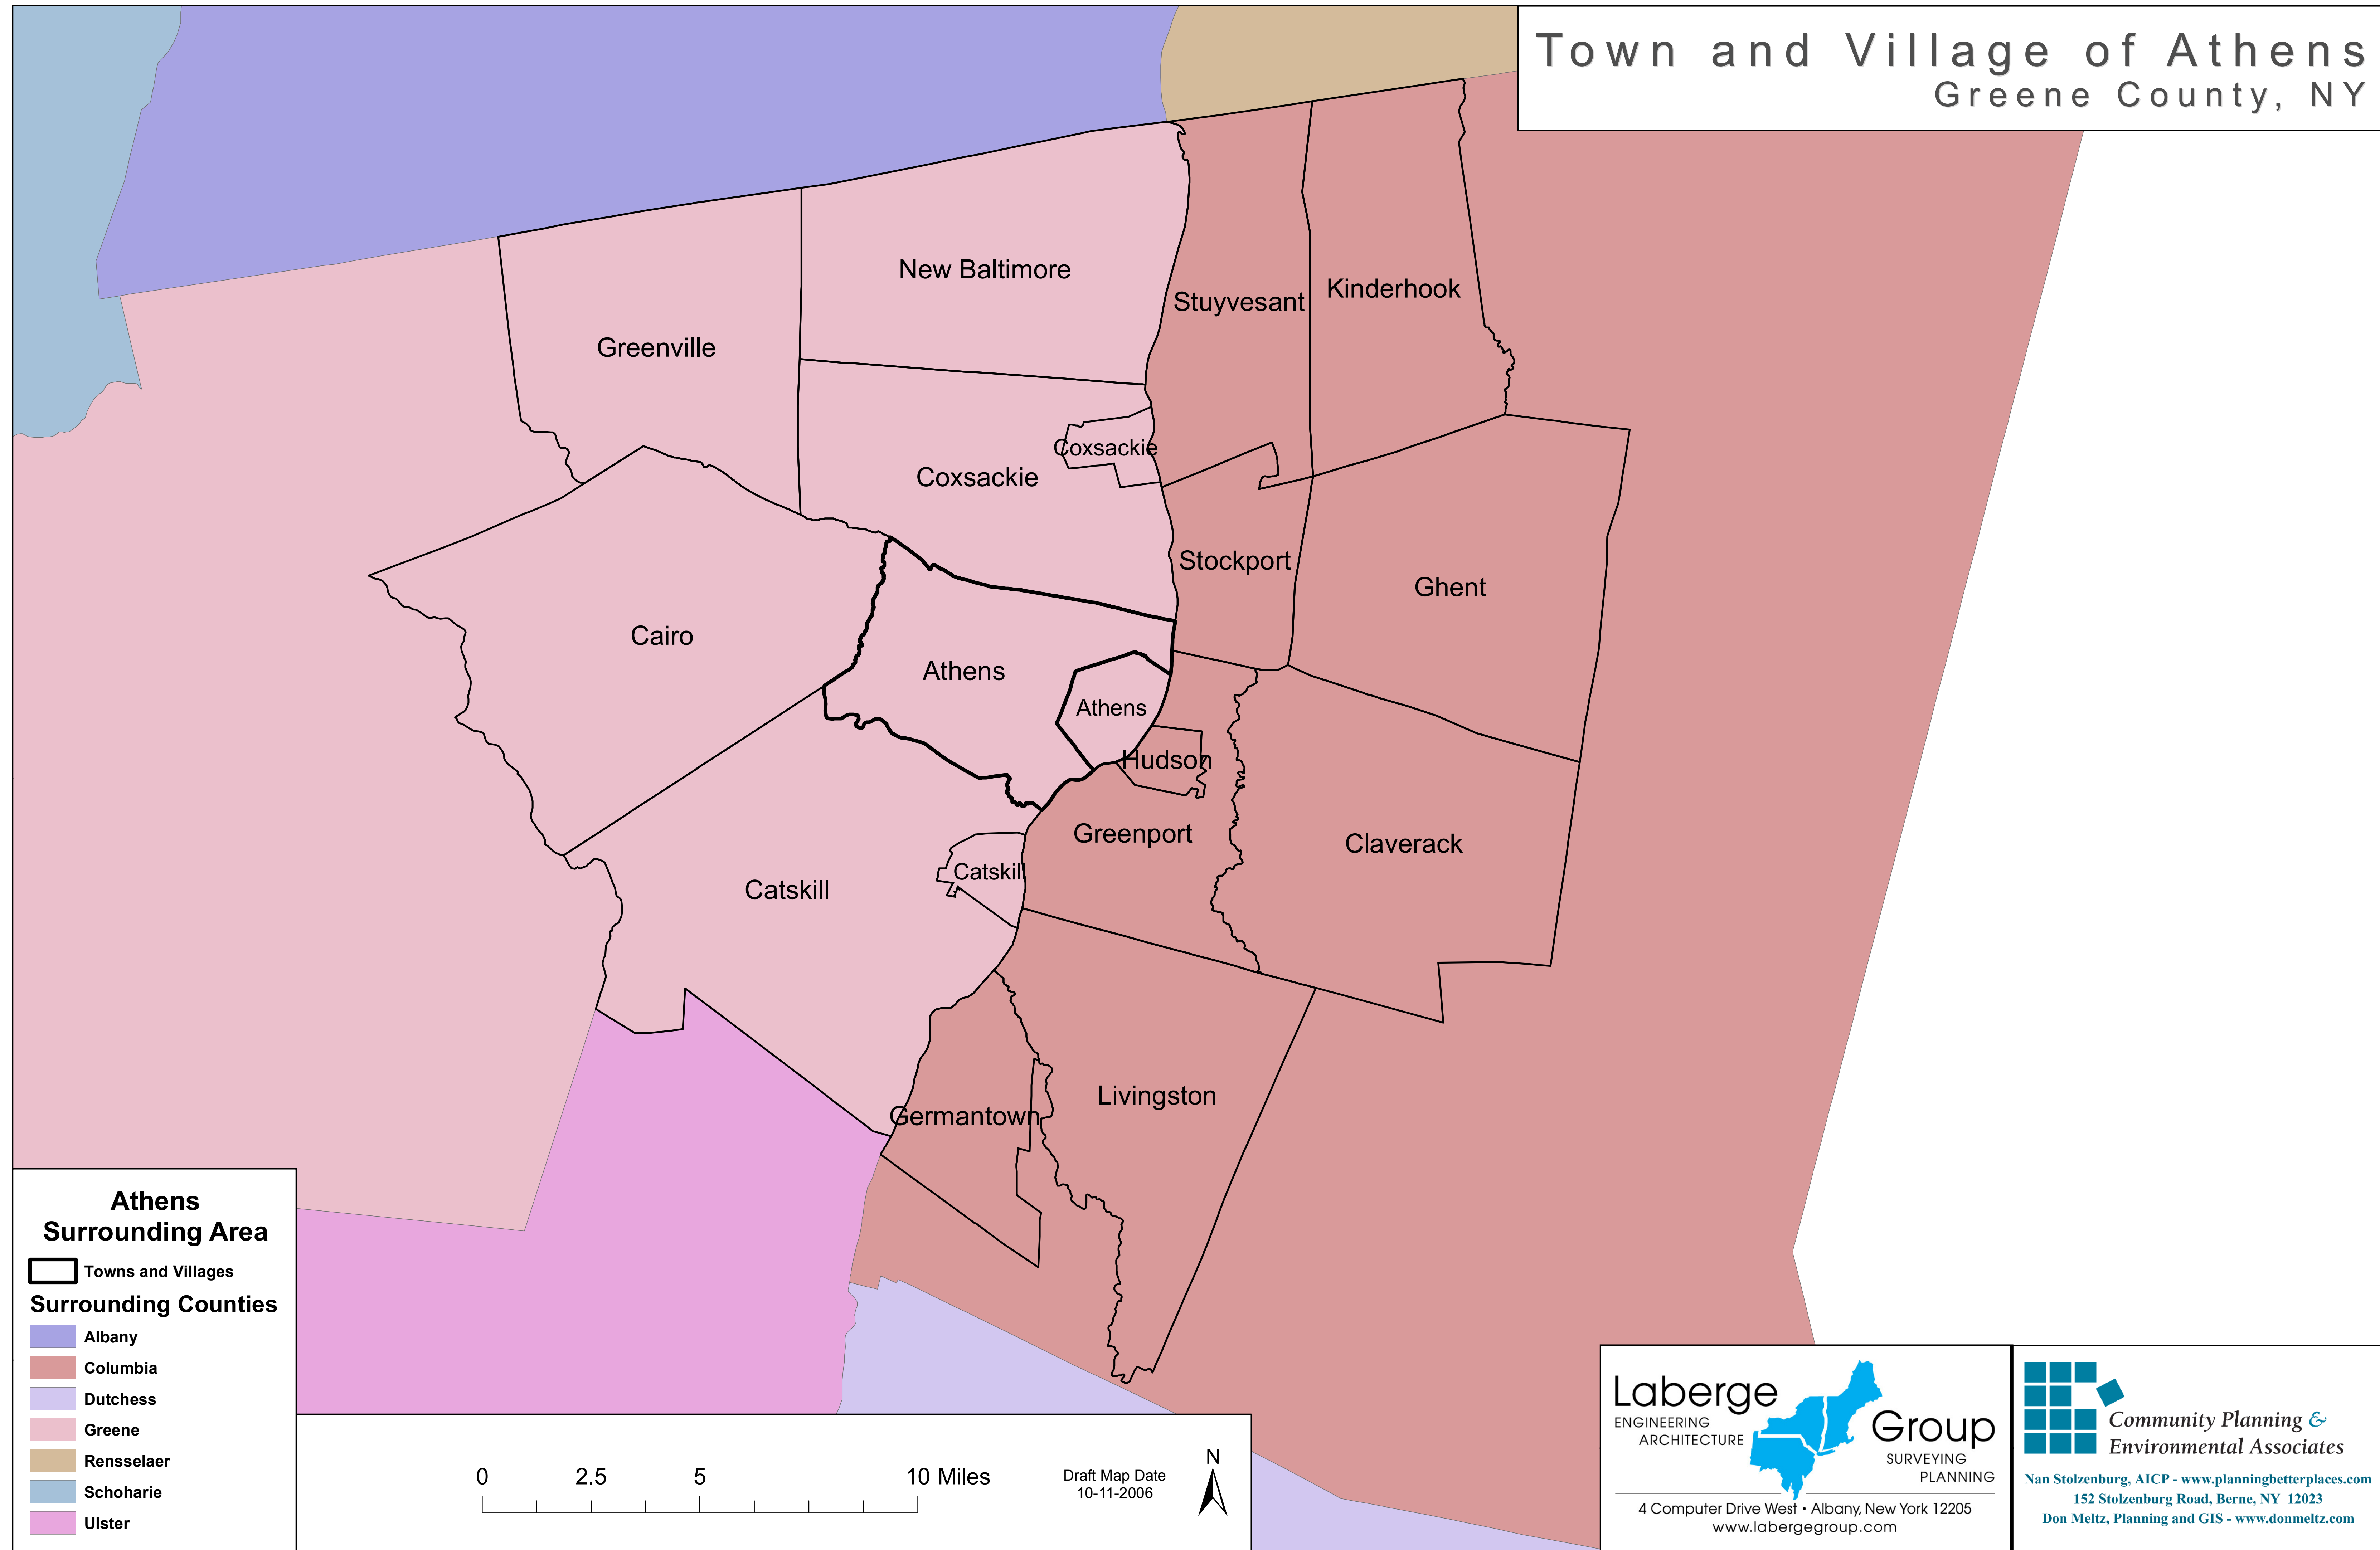 Town and Village of Athens
Greene County, NY
New Baltimore
Kinderhook
Stuyvesant
Greenville
Coxsackie
Coxsackie
Stockport
Ghent
Cairo
Athens
Athens
Hudson
Greenport
Claverack
Catskill
Catskill
Livingston
Germantown
Athens
Surrounding Area
Towns and Villages
Surrounding Counties
Albany
Columbia
Dutchess
Greene
Rensselaer
Schoharie
Ulster
0 2.5 5 10 Miles
Draft Map Date
10-11-2006
N
Laberge
ENGINEERING
ARCHITECTURE
Group
SURVEYING
PLANNING
4 Computer Drive West • Albany, New York 12205
www.labergegroup.com
Community Planning &
Environmental Associates
Nan Stolzenburg, AICP - www.planningbetterplaces.com
152 Stolzenburg Road, Berne, NY 12023
Don Meltz, Planning and GIS - www.donmeltz.com